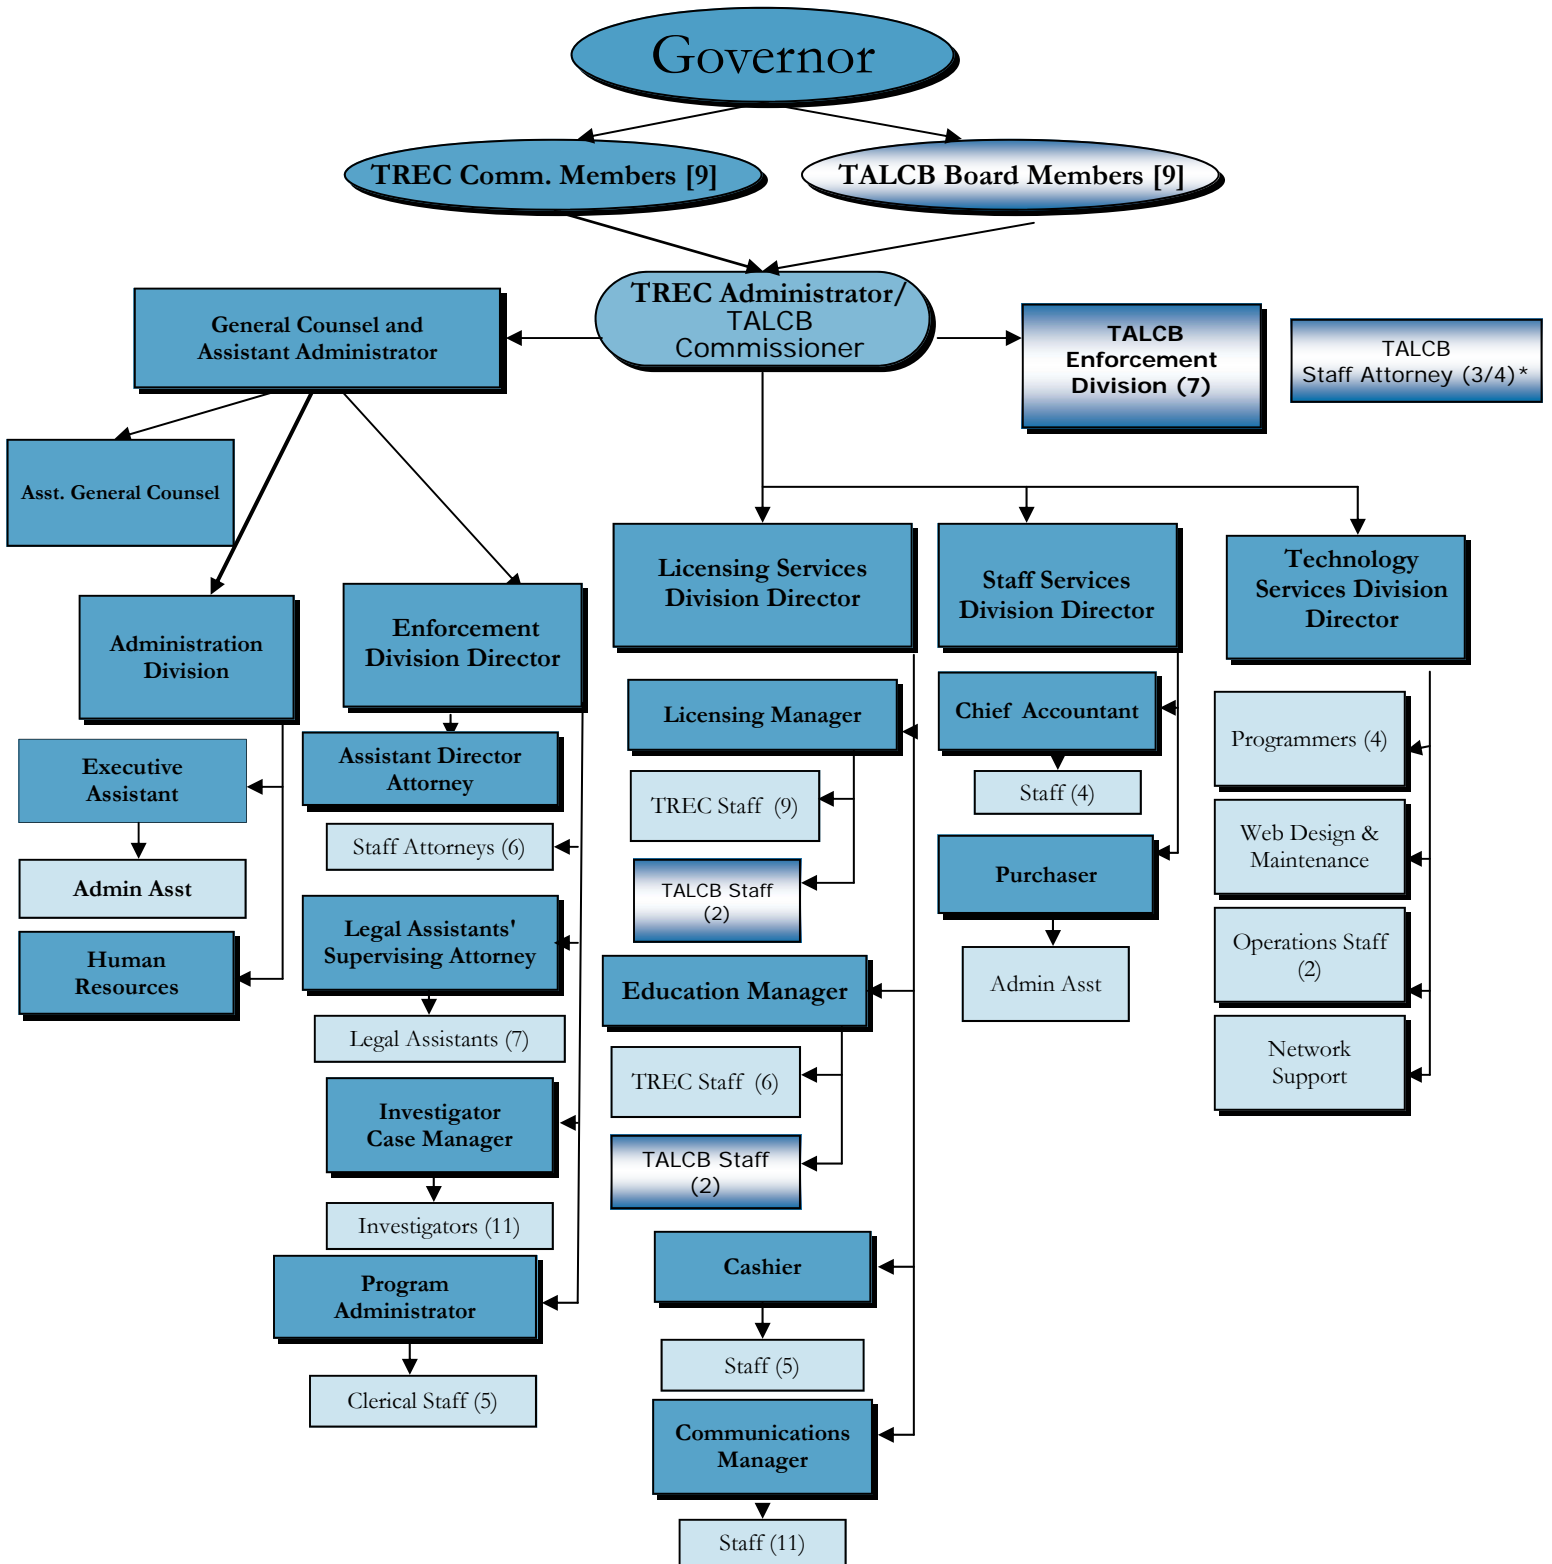 Governor
TREC Comm. Members [9]
TALCB Board Members [9]
TREC Administrator/
TALCB
Commissioner
General Counsel and
Assistant Administrator
TALCB
Enforcement
Division (7)
TALCB
Staff Attorney (3/4)*
Asst. General Counsel
Administration
Division
Enforcement
Division Director
Licensing Services
Division Director
Staff Services
Division Director
Technology
Services Division
Director
Executive
Assistant
Admin Asst
Human
Resources
Assistant Director
Attorney
Staff Attorneys (6)
Legal Assistants'
Supervising Attorney
Legal Assistants (7)
Investigator
Case Manager
Investigators (11)
Program
Administrator
Clerical Staff (5)
Licensing Manager
TREC Staff (9)
TALCB Staff
(2)
Education Manager
TREC Staff (6)
TALCB Staff
(2)
Cashier
Staff (5)
Communications
Manager
Staff (11)
Chief Accountant
Staff (4)
Purchaser
Admin Asst
Programmers (4)
Web Design &
Maintenance
Operations Staff
(2)
Network
Support